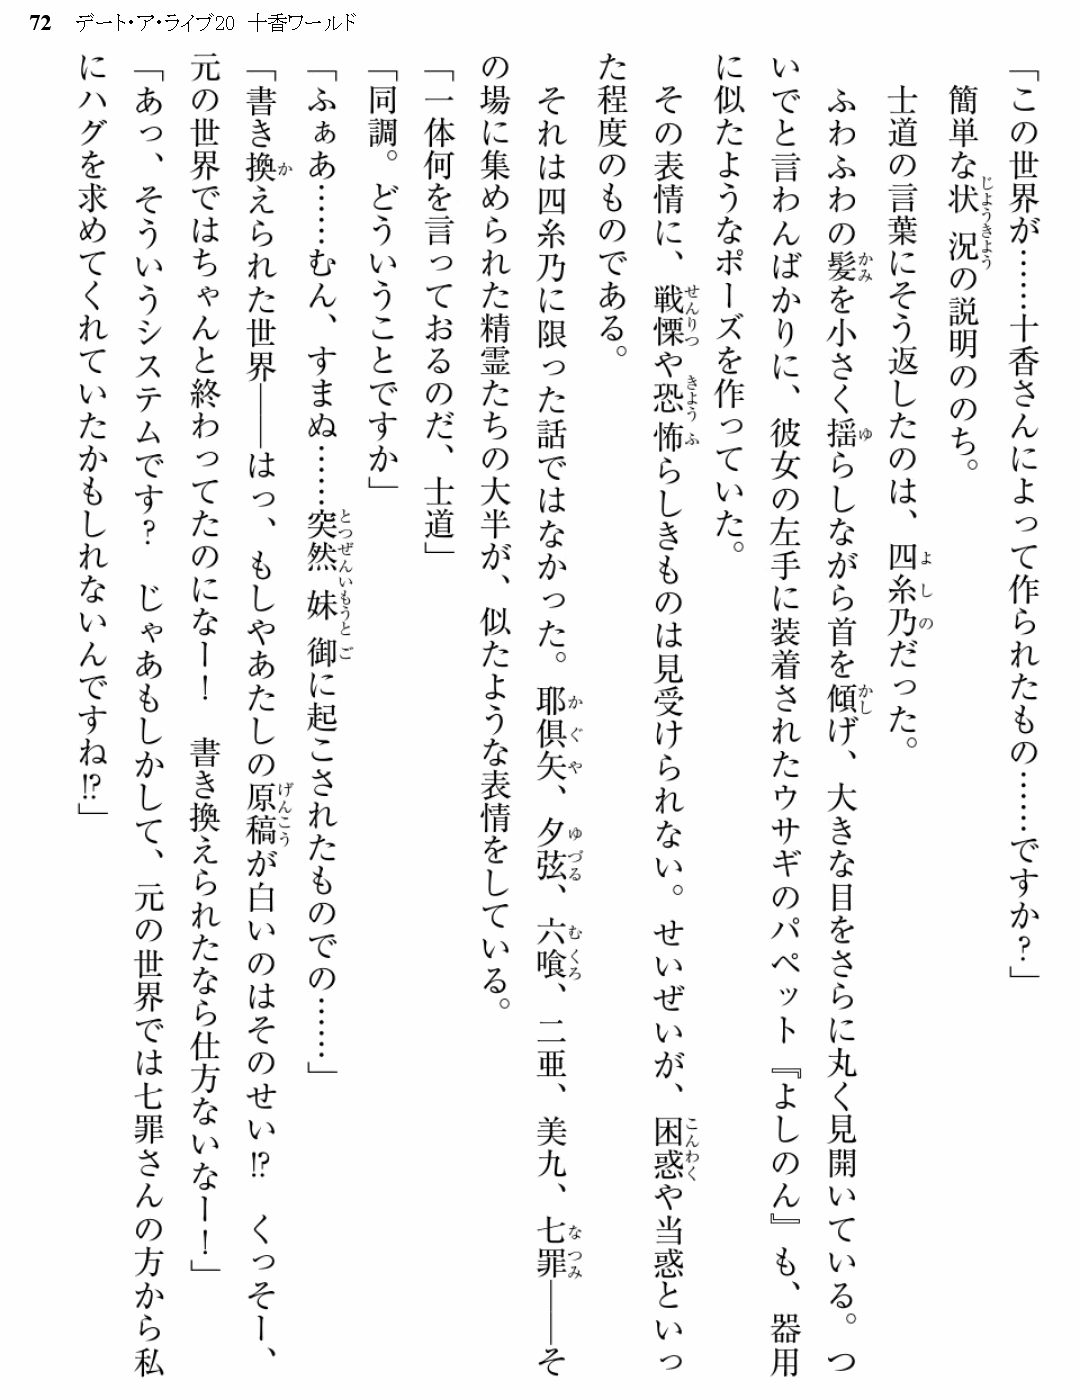 72 デート・ア・ライブ20 十香ワールド
「この世界が……十香さんによって作られたもの……ですか？」
簡単な状況の説明ののち。
士道の言葉にそう返したのは、四糸乃だった。
ふわふわの髪を小さく揺らしながら首を傾げ、大きな目をさらに丸く見開いている。つ
いでと言わんばかりに、彼女の左手に装着されたウサギのパペット『よしのん』も、器用
に似たようなポーズを作っていた。
その表情に、戦慄や恐怖らしきものは見受けられない。せいぜいが、困惑や当惑といっ
た程度のものである。
それは四糸乃に限った話ではなかった。耶倶矢、夕弦、六喰、二亜、美九、七罪――そ
の場に集められた精霊たちの大半が、似たような表情をしている。
「一体何を言っておるのだ、士道」
「同調。どういうことですか」
「ふぁあ……むん、すまぬ……突然妹御に起こされたものでの……」
「書き換えられた世界――はっ、もしやあたしの原稿が白いのはそのせい⁉ くっそー、
元の世界ではちゃんと終わってたのになー！ 書き換えられたなら仕方ないなー！」
「あっ、そういうシステムです？ じゃあもしかして、元の世界では七罪さんの方から私
にハグを求めてくれていたかもしれないんですね⁉」